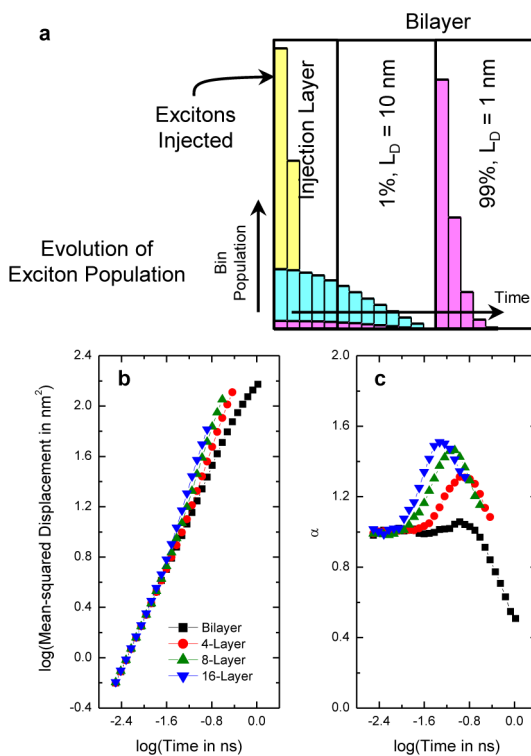 Bilayer
a
Excitons
Injected
Injection Layer
1%, L_D = 10 nm
99%, L_D = 1 nm
Evolution of
Exciton Population
Bin
Population
Time
b
log(Mean-squared Displacement in nm²)
2.4
2.0
1.6
1.2
0.8
0.4
0.0
-0.4
Bilayer
4-Layer
8-Layer
16-Layer
-2.4 -1.6 -0.8 0.0
log(Time in ns)
c
α
2.0
1.6
1.2
0.8
0.4
0.0
-2.4 -1.6 -0.8 0.0
log(Time in ns)